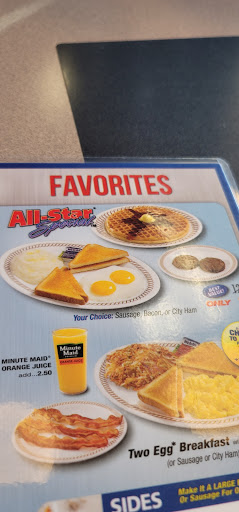 FAVORITES
All-Star
Special
BEST
ONLY
Your Choice: Sausage, Bacon, or City Ham
MINUTE MAID®
ORANGE JUICE
add...2.50
Minute
Maid
Two Egg* Breakfast
(or Sausage or City Ham)
SIDES
Make It A LARGE
Or Sausage For